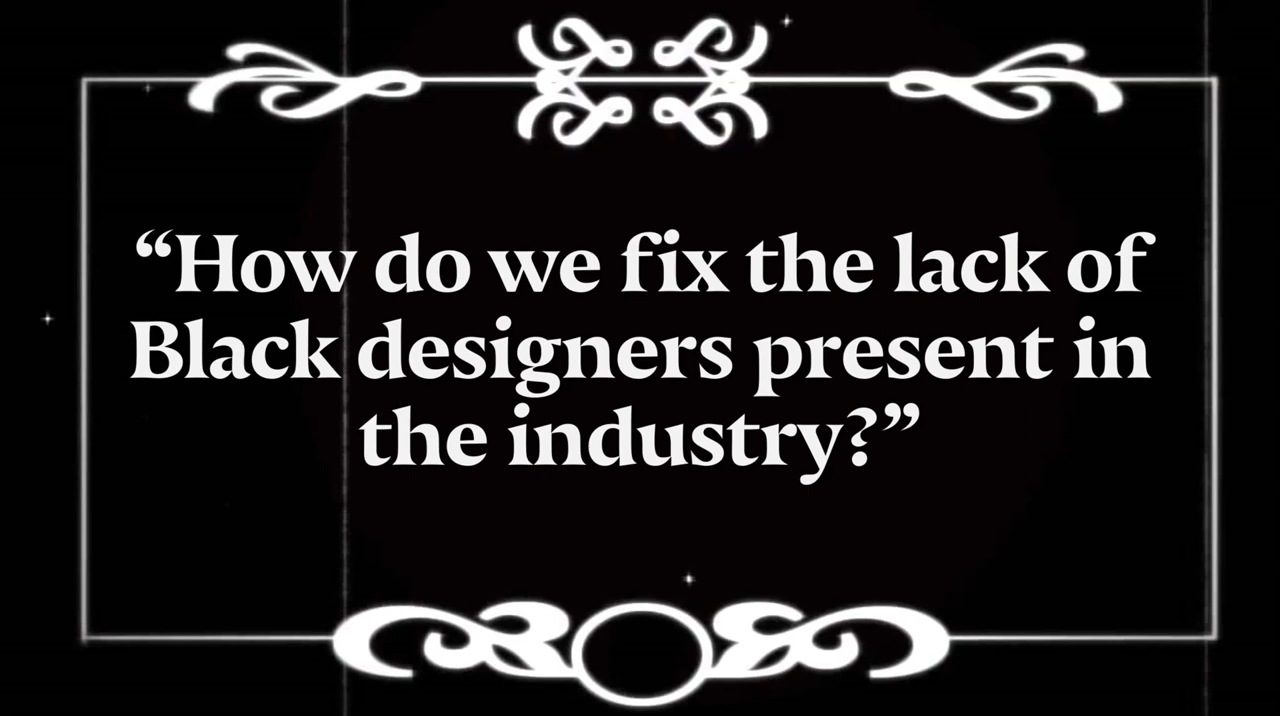 “How do we fix the lack of
Black designers present in
the industry?”